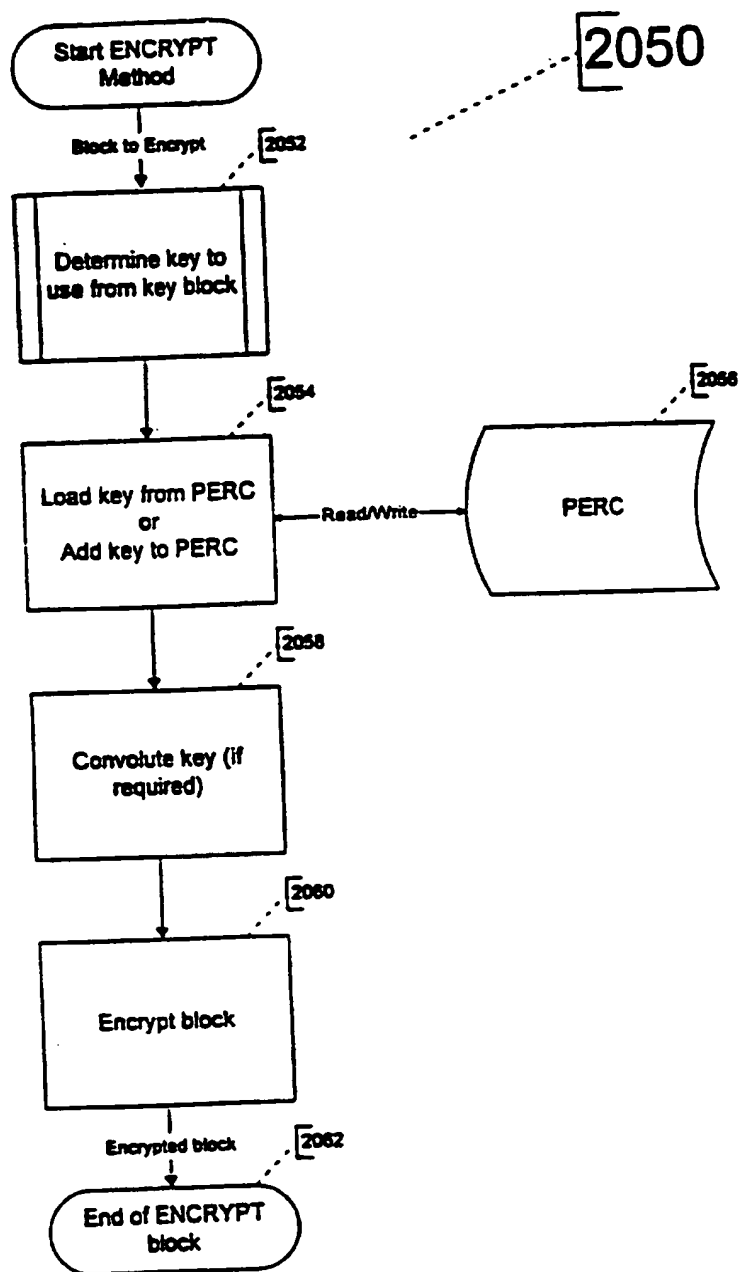 Start ENCRYPT
Method
2050
Block to Encrypt
2052
Determine key to
use from key block
2054
2056
Load key from PERC
or
Add key to PERC
Read/Write
PERC
2058
Convolute key (if
required)
2060
Encrypt block
Encrypted block
2062
End of ENCRYPT
block